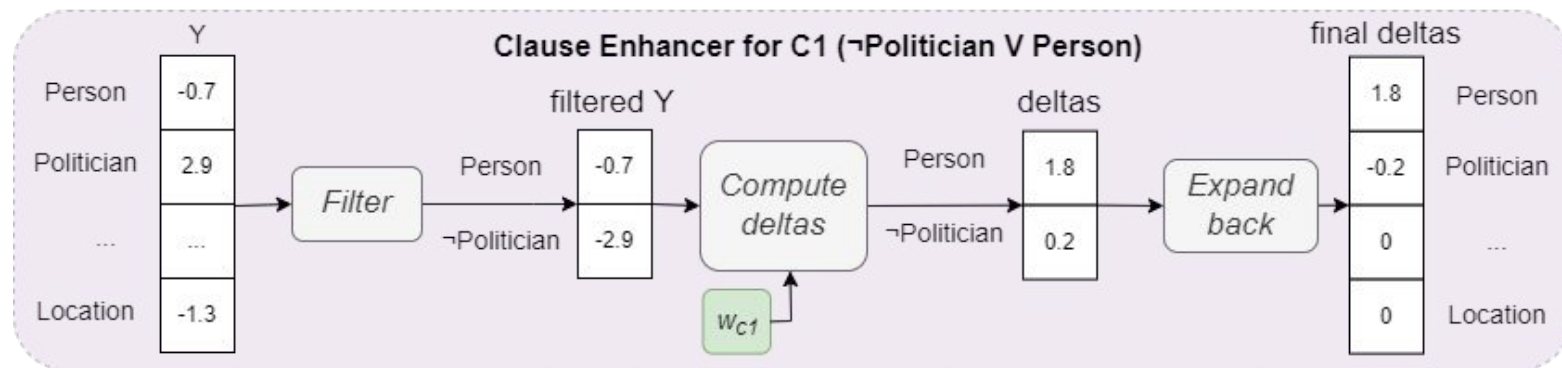 Clause Enhancer for C1 (¬Politician V Person)
Y
Person
-0.7
Politician
2.9
...
...
Location
-1.3
Filter
filtered Y
Person
-0.7
¬Politician
-2.9
Compute
deltas
wC1
deltas
Person
1.8
¬Politician
0.2
Expand
back
final deltas
1.8
Person
-0.2
Politician
0
...
0
Location